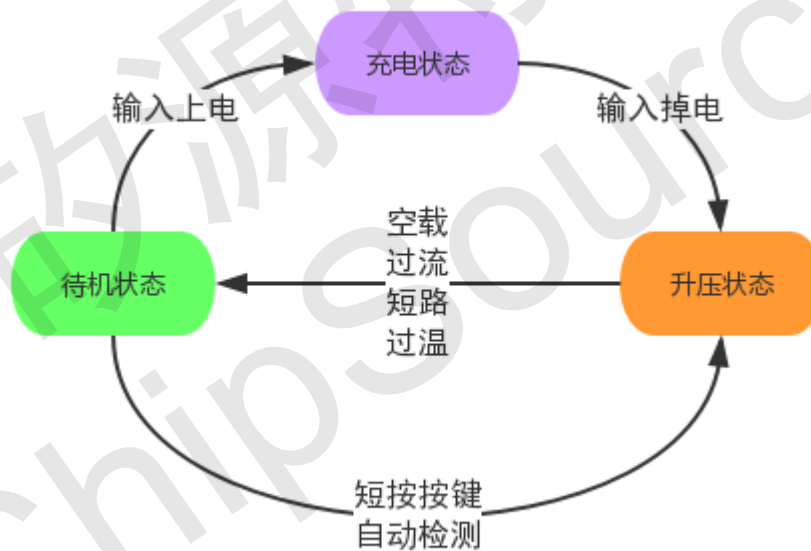 充电状态
输入上电
输入掉电
空载
过流
短路
过温
待机状态
升压状态
短按按键
自动检测
hipSourc